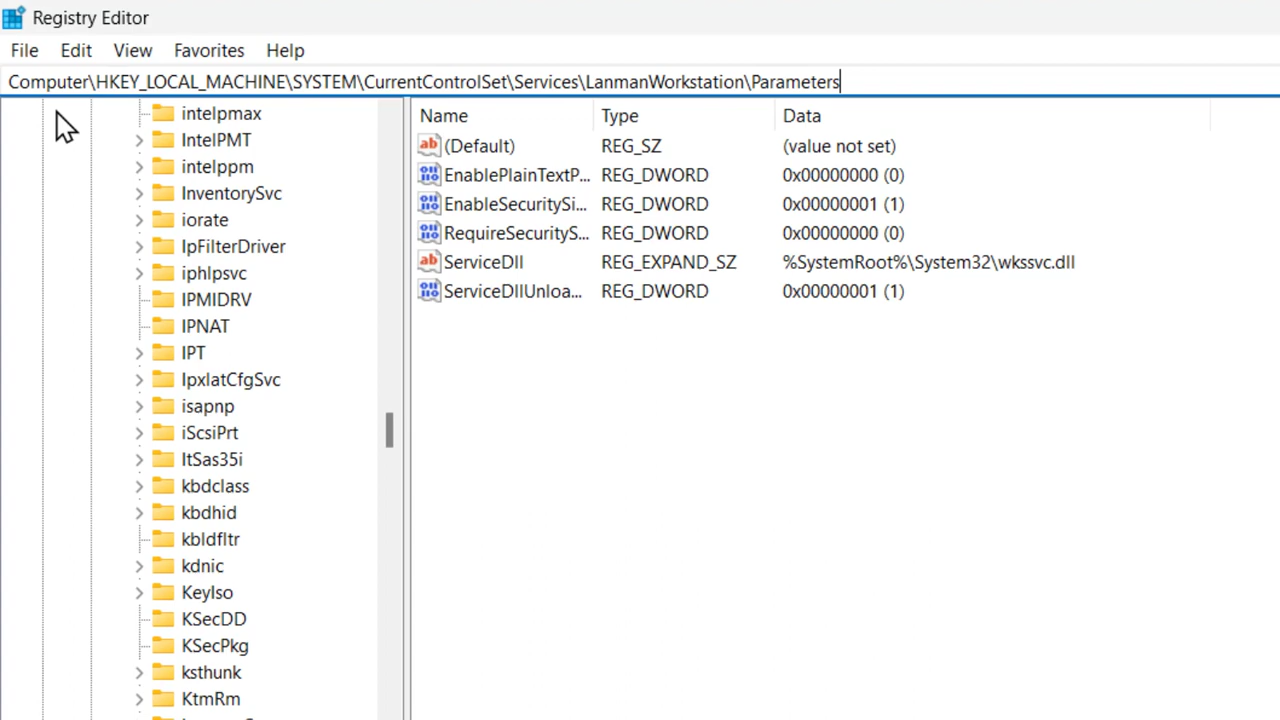 Registry Editor
File Edit View Favorites Help
Computer\HKEY_LOCAL_MACHINE\SYSTEM\CurrentControlSet\Services\LanmanWorkstation\Parameters
intelpmax
IntelPMT
intelppm
InventorySvc
iorate
IpFilterDriver
iphlpsvc
IPMIDRV
IPNAT
IPT
IpxlatCfgSvc
isapnp
iScsiPrt
ItSas35i
kbdclass
kbdhid
kbldfltr
kdnic
KeyIso
KSecDD
KSecPkg
ksthunk
KtmRm
Name Type Data
(Default) REG_SZ (value not set)
EnablePlainTextP... REG_DWORD 0x00000000 (0)
EnableSecuritySi... REG_DWORD 0x00000001 (1)
RequireSecurityS... REG_DWORD 0x00000000 (0)
ServiceDll REG_EXPAND_SZ %SystemRoot%\System32\wkssvc.dll
ServiceDllUnloa... REG_DWORD 0x00000001 (1)